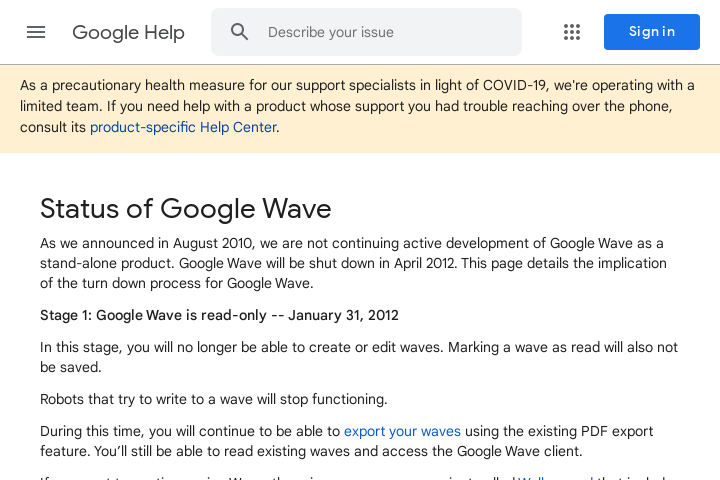 Google Help
Describe your issue
Sign in
As a precautionary health measure for our support specialists in light of COVID-19, we're operating with a
limited team. If you need help with a product whose support you had trouble reaching over the phone,
consult its product-specific Help Center.
Status of Google Wave
As we announced in August 2010, we are not continuing active development of Google Wave as a
stand-alone product. Google Wave will be shut down in April 2012. This page details the implication
of the turn down process for Google Wave.
Stage 1: Google Wave is read-only -- January 31, 2012
In this stage, you will no longer be able to create or edit waves. Marking a wave as read will also not
be saved.
Robots that try to write to a wave will stop functioning.
During this time, you will continue to be able to export your waves using the existing PDF export
feature. You’ll still be able to read existing waves and access the Google Wave client.